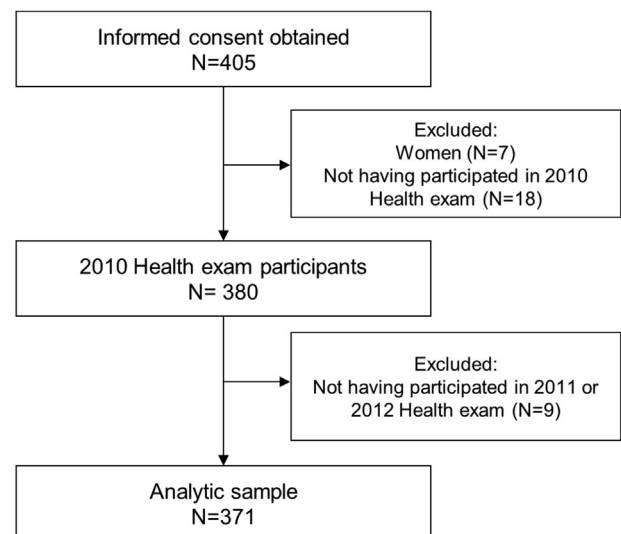 Informed consent obtained
N=405
Excluded:
Women (N=7)
Not having participated in 2010
Health exam (N=18)
2010 Health exam participants
N= 380
Excluded:
Not having participated in 2011 or
2012 Health exam (N=9)
Analytic sample
N=371